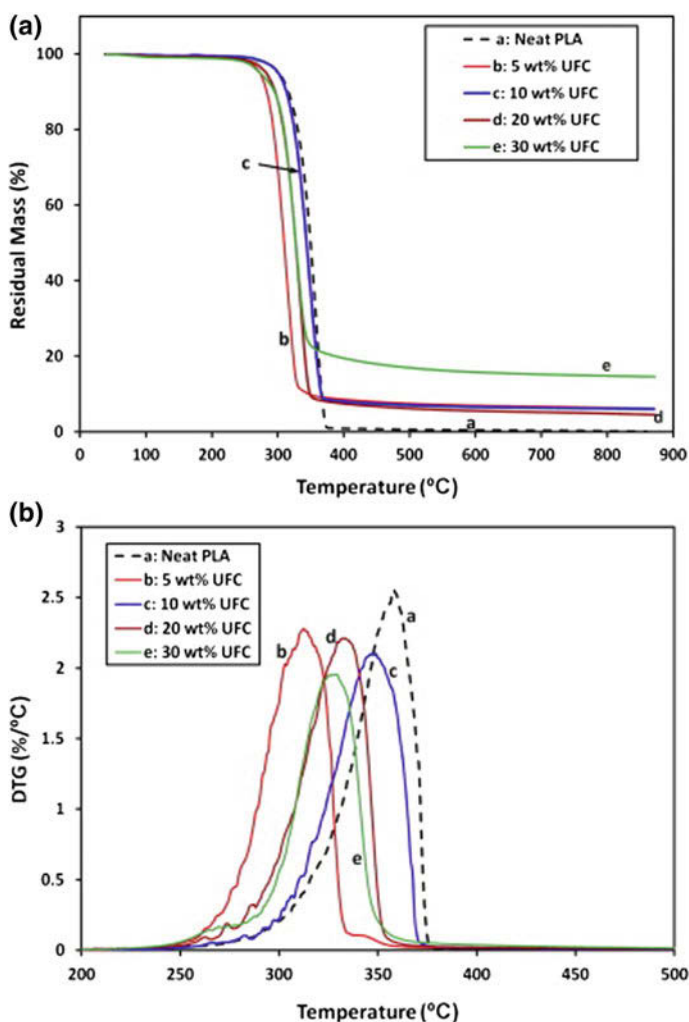 (a)
100
80
60
40
20
0
Residual Mass (%)
a: Neat PLA
b: 5 wt% UFC
c: 10 wt% UFC
d: 20 wt% UFC
e: 30 wt% UFC
c
b
e
a
d
0 100 200 300 400 500 600 700 800 900
Temperature (°C)
(b)
3
2.5
2
1.5
1
0.5
0
DTG (%/°C)
a: Neat PLA
b: 5 wt% UFC
c: 10 wt% UFC
d: 20 wt% UFC
e: 30 wt% UFC
a
b
d
c
e
200 250 300 350 400 450 500
Temperature (°C)